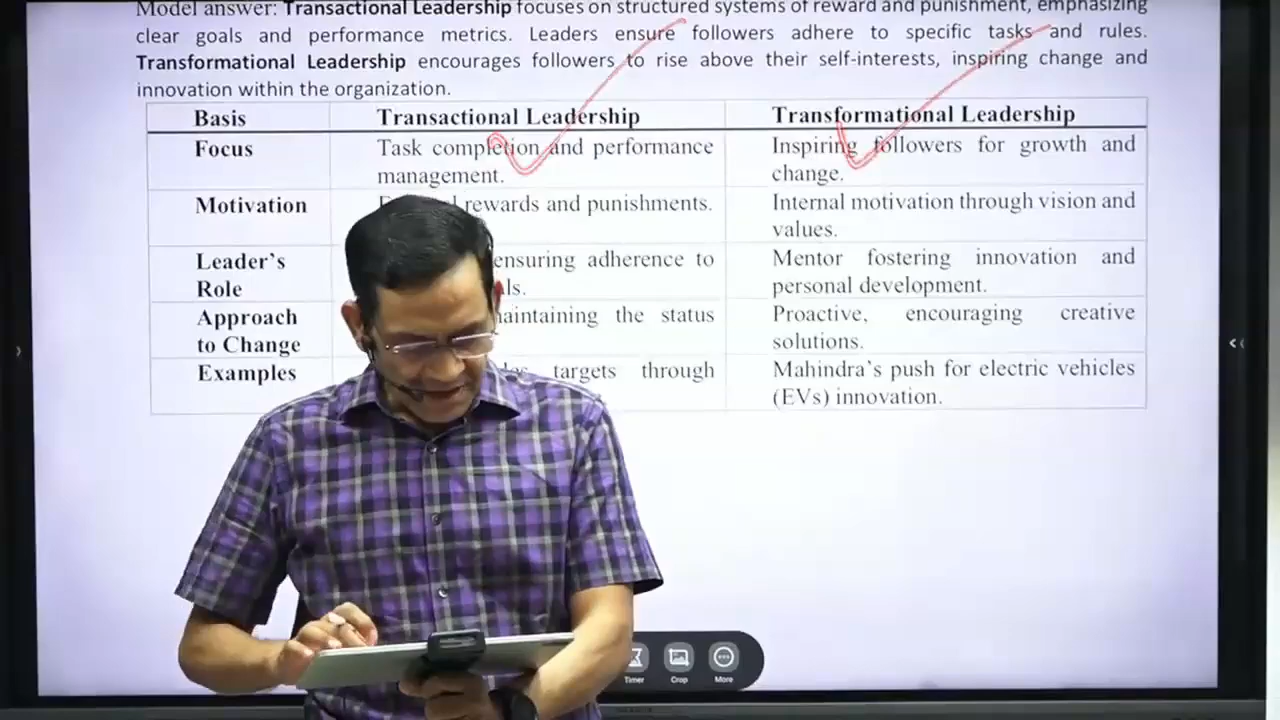 Model answer: Transactional Leadership focuses on structured systems of reward and punishment, emphasizing
clear goals and performance metrics. Leaders ensure followers adhere to specific tasks and rules.
Transformational Leadership encourages followers to rise above their self-interests, inspiring change and
innovation within the organization.
Basis Transactional Leadership Transformational Leadership
Focus Task completion and performance Inspiring followers for growth and
management. change.
Motivation rewards and punishments. Internal motivation through vision and
values.
Leader's ensuring adherence to Mentor fostering innovation and
Role personal development.
Approach the status Proactive, encouraging creative
to Change solutions.
Examples targets through Mahindra's push for electric vehicles
(EVs) innovation.
Timer Crop More